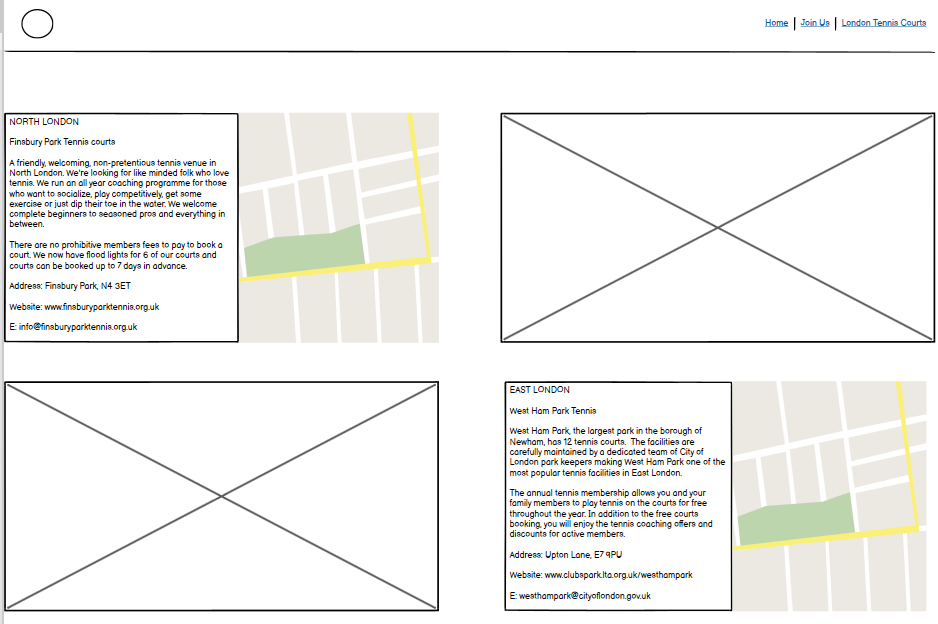 Home | Join Us | London Tennis Courts
NORTH LONDON
Finsbury Park Tennis courts
A friendly, welcoming, non-pretentious tennis venue in
North London. We're looking for like minded folk who love
tennis. We run an all year coaching programme for those
who want to socialize, play competitively, get some
exercise or just dip their toe in the water. We welcome
complete beginners to seasoned pros and everything in
between.
There are no prohibitive members fees to pay to book a
court. We now have flood lights for 6 of our courts and
courts can be booked up to 7 days in advance.
Address: Finsbury Park, N4 3ET
Website: www.finsburyparktennis.org.uk
E: info@finsburyparktennis.org.uk
EAST LONDON
West Ham Park Tennis
West Ham Park, the largest park in the borough of
Newham, has 12 tennis courts. The facilities are
carefully maintained by a dedicated team of City of
London park keepers making West Ham Park one of the
most popular tennis facilities in East London.
The annual tennis membership allows you and your
family members to play tennis on the courts for free
throughout the year. In addition to the free courts
booking, you will enjoy the tennis coaching offers and
discounts for active members.
Address: Upton Lane, E7 9PU
Website: www.clubspark.lta.org.uk/westhampark
E: westhampark@cityoflondon.gov.uk